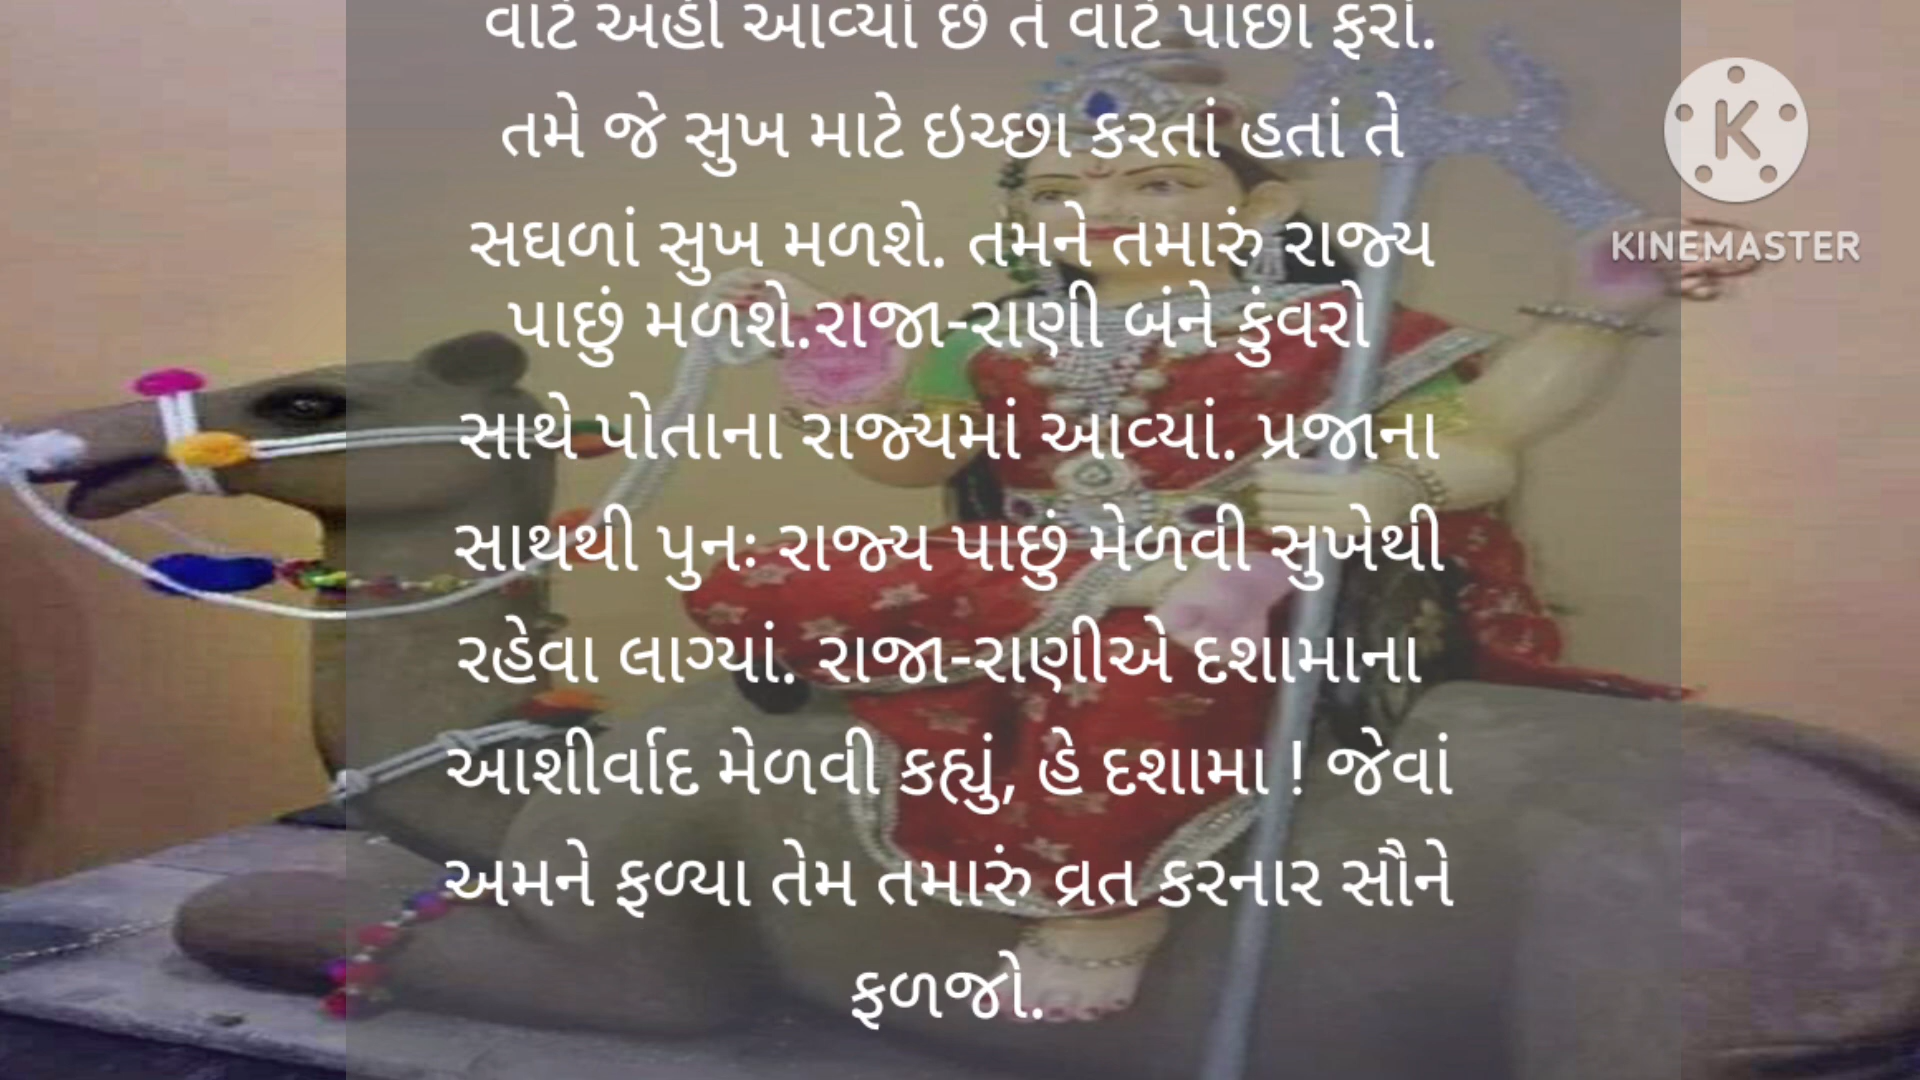 વાટે અહીં આવ્યાં છે તે વાટે પાછા ફરો.
તમે જે સુખ માટે ઇચ્છા કરતાં હતાં તે
સઘળાં સુખ મળશે. તમને તમારું રાજ્ય
પાછું મળશે.રાજા-રાણી બંને કુંવરો
સાથે પોતાના રાજ્યમાં આવ્યાં. પ્રજાના
સાથથી પુનઃ રાજ્ય પાછું મેળવી સુખેથી
રહેવા લાગ્યાં. રાજા-રાણીએ દશામાના
આશીર્વાદ મેળવી કહ્યું, હે દશામા ! જેવાં
અમને ફળ્યા તેમ તમારું વ્રત કરનાર સૌને
ફળજો.
K
KINEMASTER